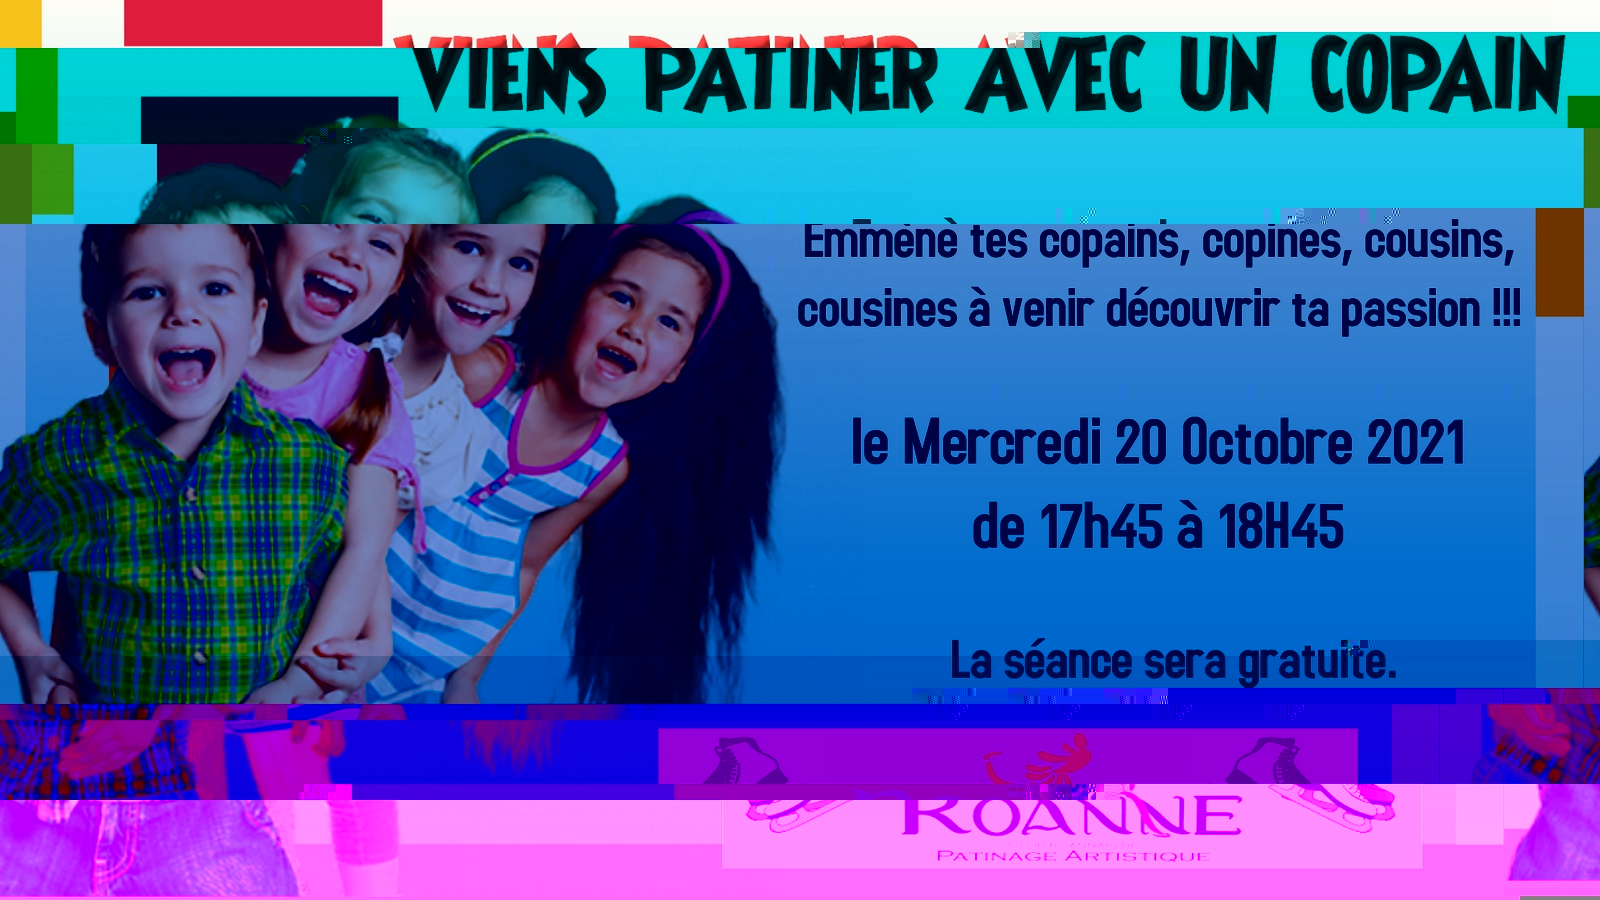 VIENS PATINER AVEC UN COPAIN
Emmène tes copains, copines, cousins,
cousines à venir découvrir ta passion !!!
le Mercredi 20 Octobre 2021
de 17h45 à 18H45
La séance sera gratuite.
ROANNE
PATINAGE ARTISTIQUE